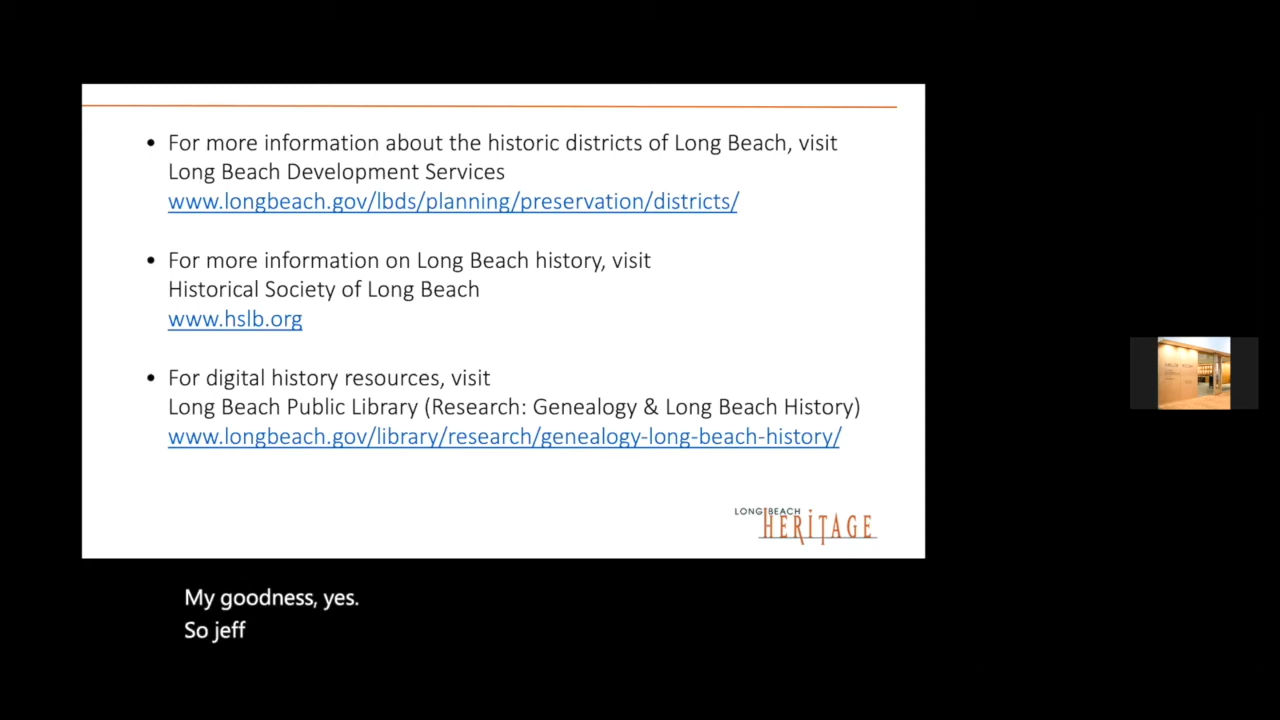 • For more information about the historic districts of Long Beach, visit
Long Beach Development Services
www.longbeach.gov/lbds/planning/preservation/districts/
• For more information on Long Beach history, visit
Historical Society of Long Beach
www.hslb.org
• For digital history resources, visit
Long Beach Public Library (Research: Genealogy & Long Beach History)
www.longbeach.gov/library/research/genealogy-long-beach-history/
LONG BEACH
HERITAGE
My goodness, yes.
So jeff